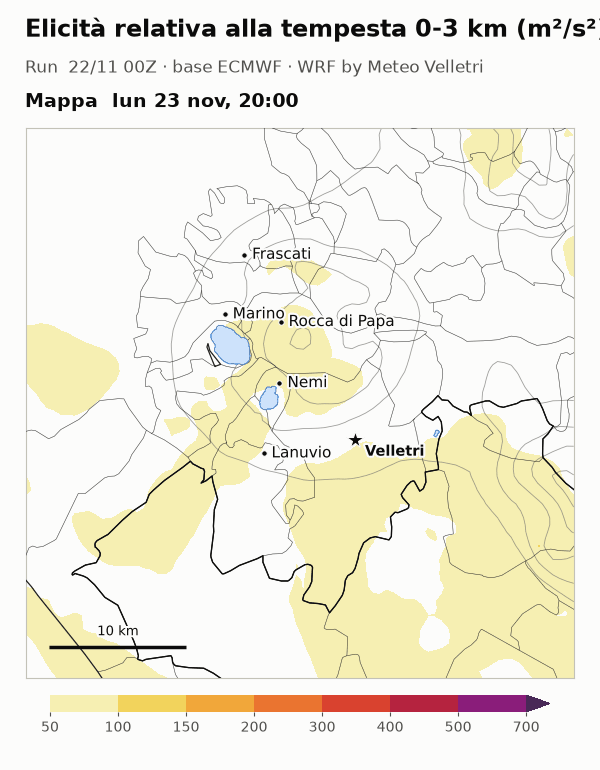 Elicità relativa alla tempesta 0-3 km (m²/s²)
Run 22/11 00Z · base ECMWF · WRF by Meteo Velletri
Mappa lun 23 nov, 20:00
Frascati
Marino
Rocca di Papa
Nemi
Velletri
Lanuvio
10 km
50 100 150 200 300 400 500 700